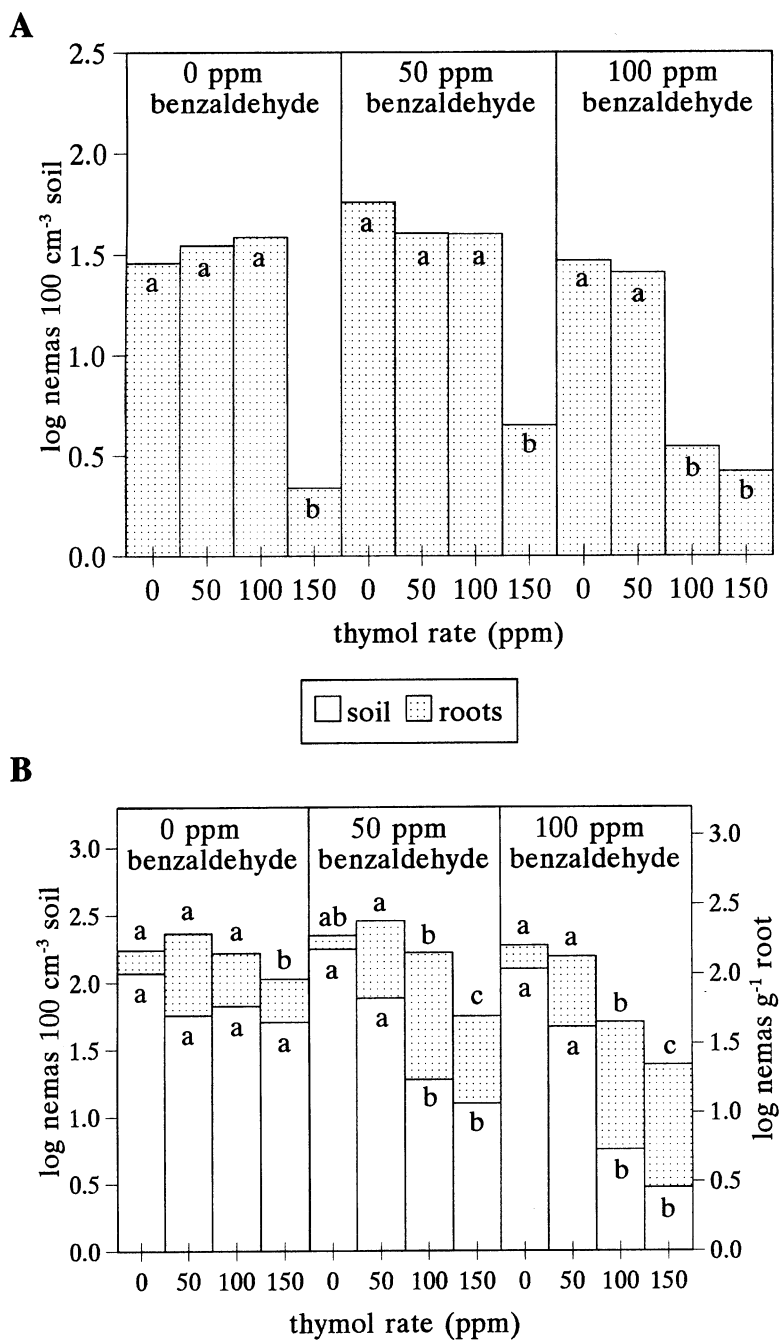 A
2.5
0 ppm 50 ppm 100 ppm
benzaldehyde benzaldehyde benzaldehyde
2.0
1.5
1.0
0.5
0.0
log nemas 100 cm⁻³ soil
a a a b a a a b a a b b
0 50 100 150 0 50 100 150 0 50 100 150
thymol rate (ppm)
soil roots
B
0 ppm 50 ppm 100 ppm
benzaldehyde benzaldehyde benzaldehyde
3.0 3.0
2.5 2.5
2.0 2.0
1.5 1.5
1.0 1.0
0.5 0.5
0.0 0.0
log nemas 100 cm⁻³ soil
log nemas g⁻¹ root
a a a b ab a b c a a b c
a a a a a a b b a a b b
0 50 100 150 0 50 100 150 0 50 100 150
thymol rate (ppm)